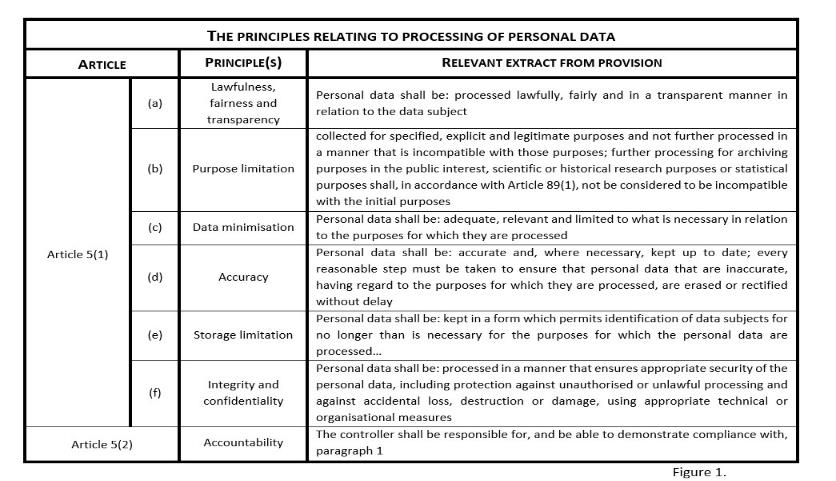 THE PRINCIPLES RELATING TO PROCESSING OF PERSONAL DATA
ARTICLE PRINCIPLE(S) RELEVANT EXTRACT FROM PROVISION
Article 5(1)
(a)
Lawfulness,
fairness and
transparency
Personal data shall be: processed lawfully, fairly and in a transparent manner in
relation to the data subject
(b)
Purpose limitation
collected for specified, explicit and legitimate purposes and not further processed in
a manner that is incompatible with those purposes; further processing for archiving
purposes in the public interest, scientific or historical research purposes or statistical
purposes shall, in accordance with Article 89(1), not be considered to be incompatible
with the initial purposes
(c)
Data minimisation
Personal data shall be: adequate, relevant and limited to what is necessary in relation
to the purposes for which they are processed
(d)
Accuracy
Personal data shall be: accurate and, where necessary, kept up to date; every
reasonable step must be taken to ensure that personal data that are inaccurate,
having regard to the purposes for which they are processed, are erased or rectified
without delay
(e)
Storage limitation
Personal data shall be: kept in a form which permits identification of data subjects for
no longer than is necessary for the purposes for which the personal data are
processed...
(f)
Integrity and
confidentiality
Personal data shall be: processed in a manner that ensures appropriate security of the
personal data, including protection against unauthorised or unlawful processing and
against accidental loss, destruction or damage, using appropriate technical or
organisational measures
Article 5(2)
Accountability
The controller shall be responsible for, and be able to demonstrate compliance with,
paragraph 1
Figure 1.